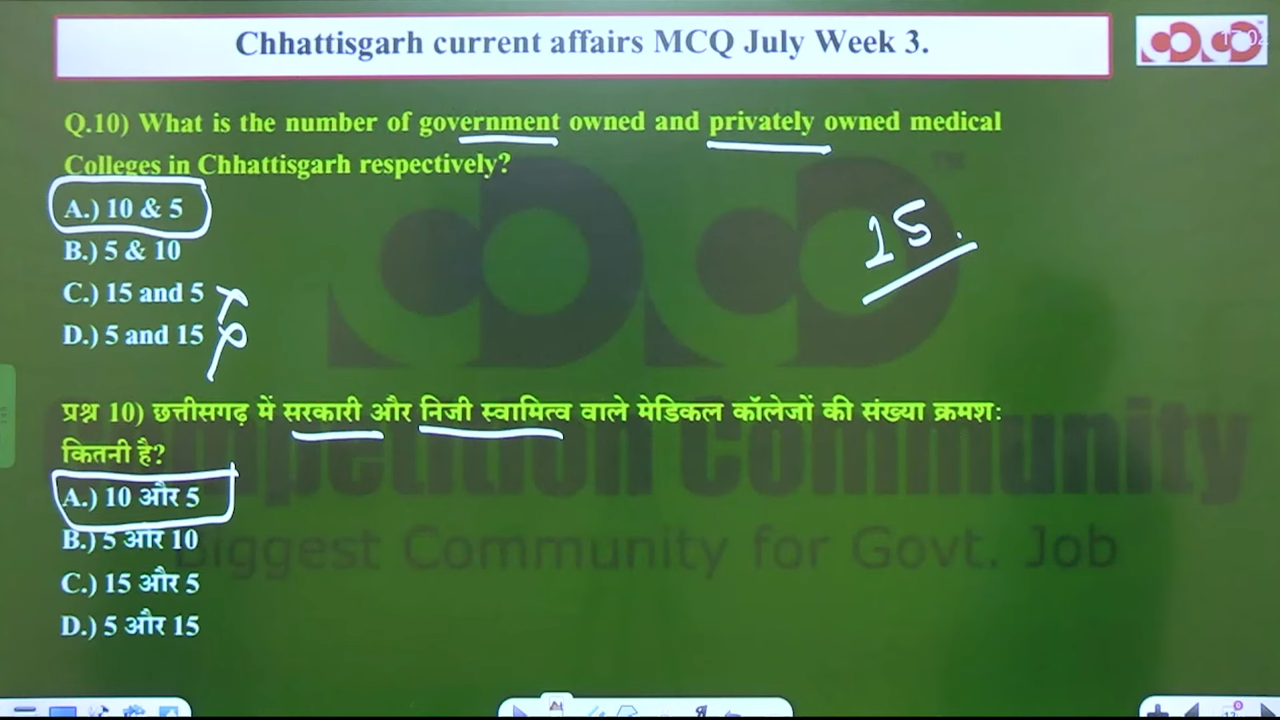 Chhattisgarh current affairs MCQ July Week 3.
Q.10) What is the number of government owned and privately owned medical
Colleges in Chhattisgarh respectively?
A.) 10 & 5
B.) 5 & 10
C.) 15 and 5
D.) 5 and 15
15.
प्रश्न 10) छत्तीसगढ़ में सरकारी और निजी स्वामित्व वाले मेडिकल कॉलेजों की संख्या क्रमश:
कितनी है?
A.) 10 और 5
B.) 5 और 10
C.) 15 और 5
D.) 5 और 15
Competition Community
Biggest Community for Govt. Job